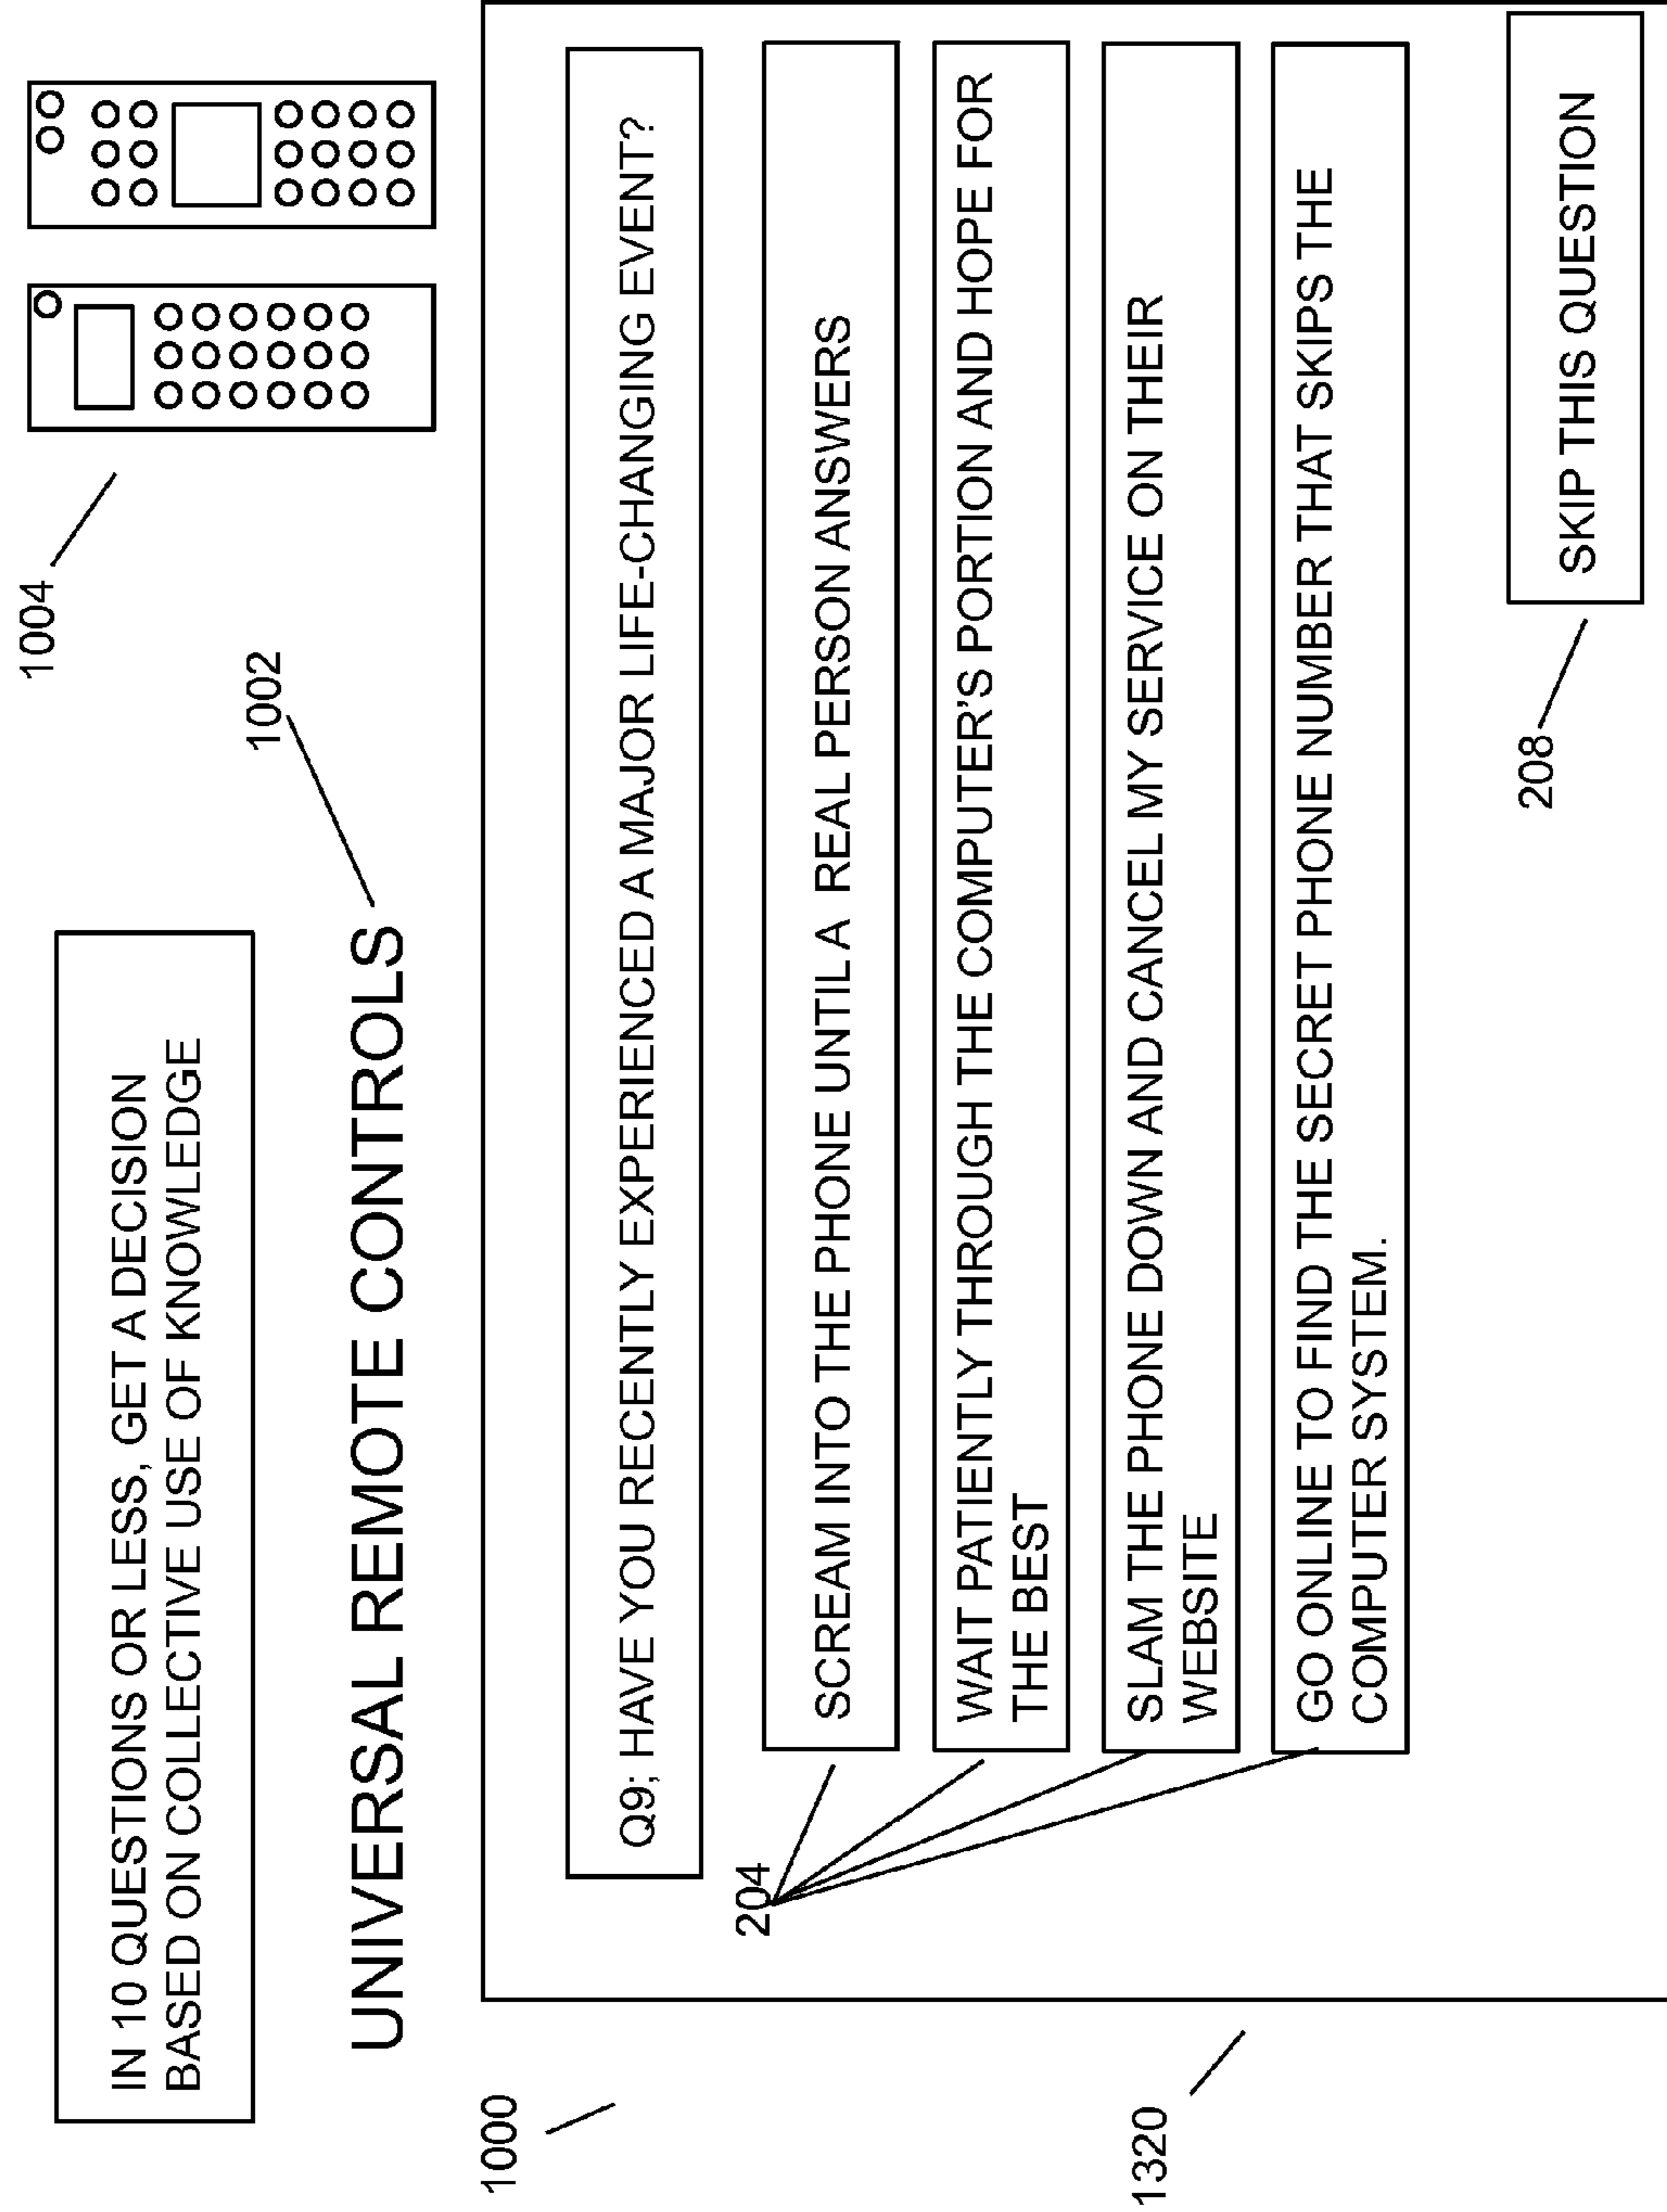 IN 10 QUESTIONS OR LESS, GET A DECISION
BASED ON COLLECTIVE USE OF KNOWLEDGE
1004
1002
UNIVERSAL REMOTE CONTROLS
1000
Q9; HAVE YOU RECENTLY EXPERIENCED A MAJOR LIFE-CHANGING EVENT?
204
SCREAM INTO THE PHONE UNTIL A REAL PERSON ANSWERS
WAIT PATIENTLY THROUGH THE COMPUTER'S PORTION AND HOPE FOR
THE BEST
SLAM THE PHONE DOWN AND CANCEL MY SERVICE ON THEIR
WEBSITE
GO ONLINE TO FIND THE SECRET PHONE NUMBER THAT SKIPS THE
COMPUTER SYSTEM.
1320
208
SKIP THIS QUESTION